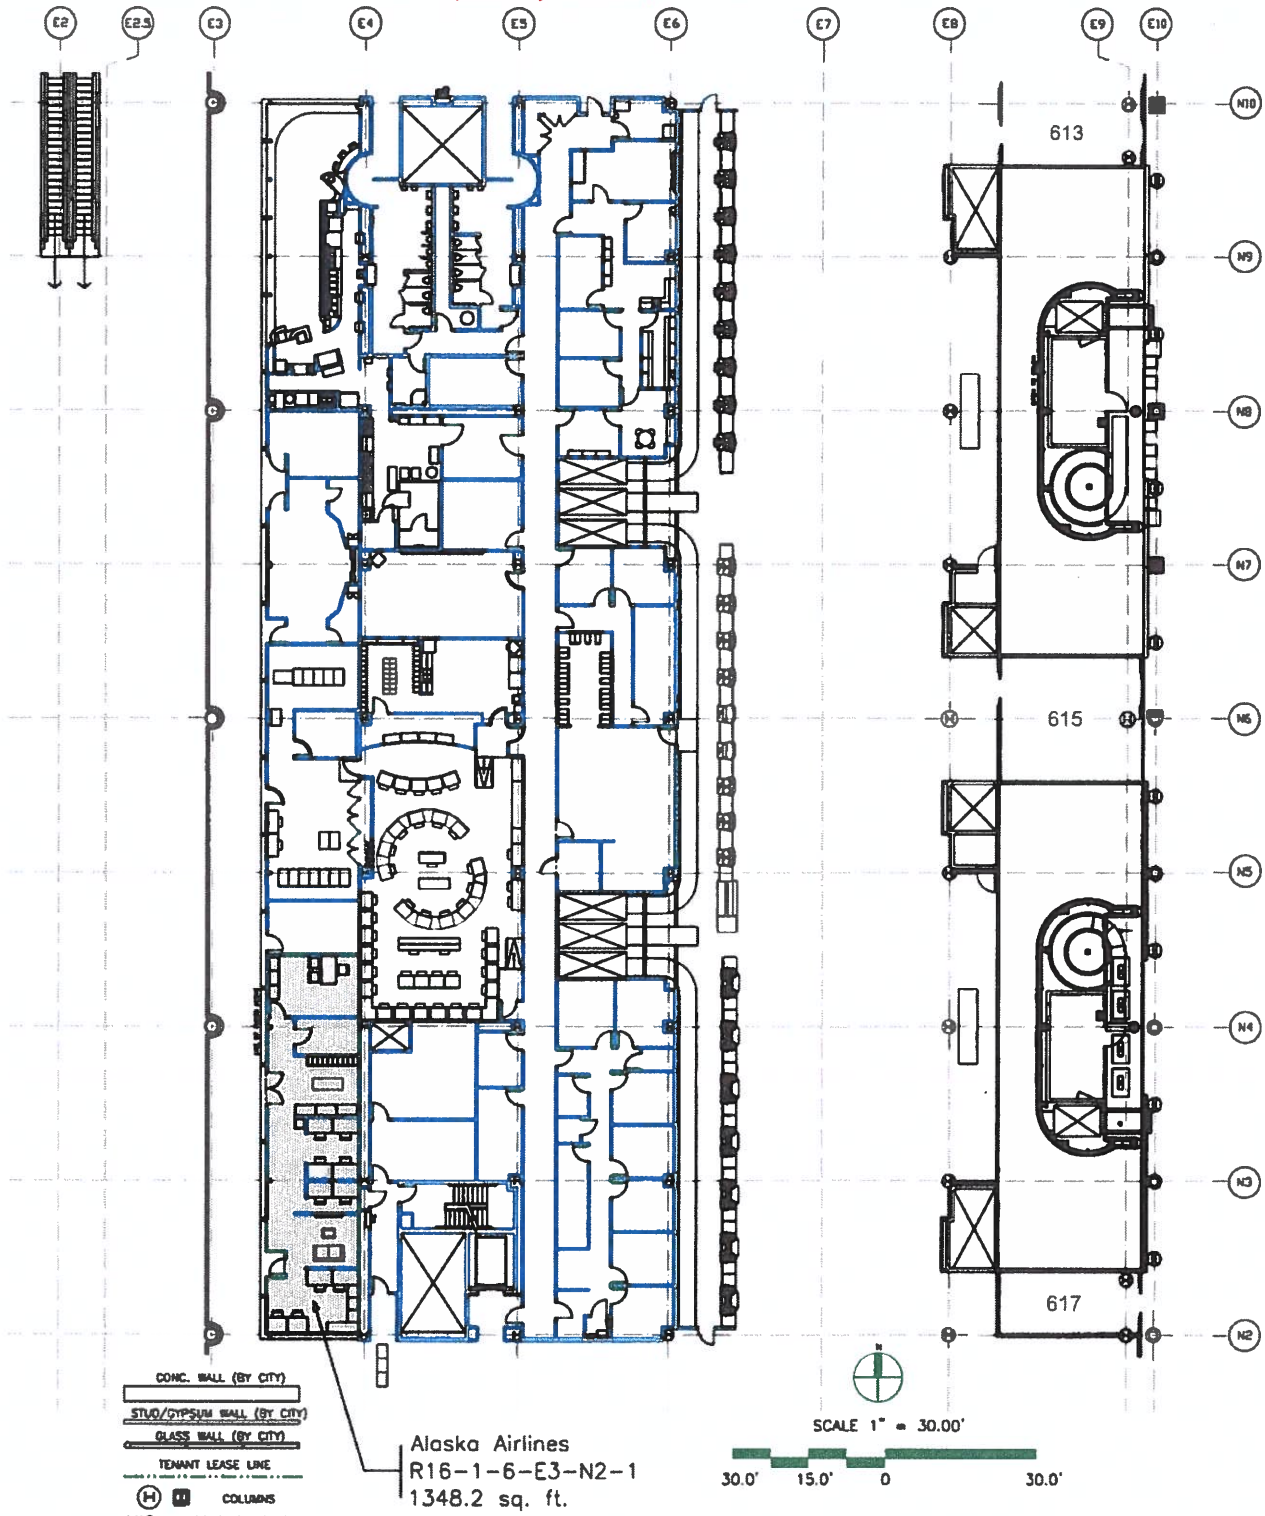 E2 E2.5 E3 E4 E5 E6 E7 E8 E9 E10
N10
613
N9
N8
N7
615
N6
N5
N4
N3
617
N2
N
CONC. WALL (BY CITY)
STUD/GYPSUM WALL (BY CITY)
GLASS WALL (BY CITY)
TENANT LEASE LINE
COLUMNS
Alaska Airlines
R16-1-6-E3-N2-1
1348.2 sq. ft.
SCALE 1" = 30.00'
30.0' 15.0' 0 30.0'